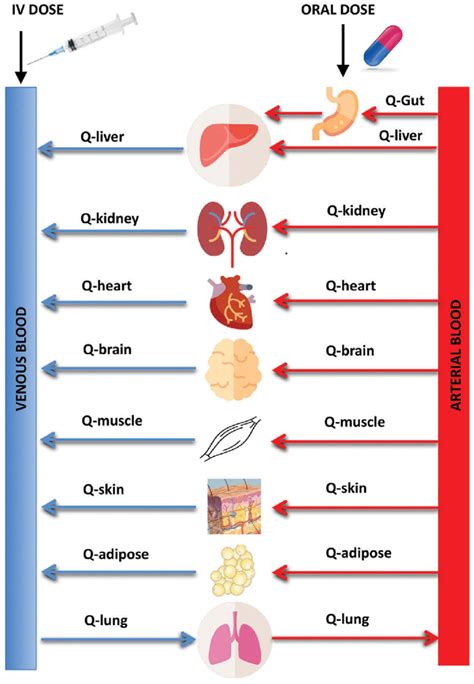 IV DOSE
ORAL DOSE
Q-Gut
Q-liver
Q-liver
Q-kidney
Q-kidney
Q-heart
Q-heart
Q-brain
Q-brain
Q-muscle
Q-muscle
Q-skin
Q-skin
Q-adipose
Q-adipose
Q-lung
Q-lung
VENOUS BLOOD
ARTERIAL BLOOD